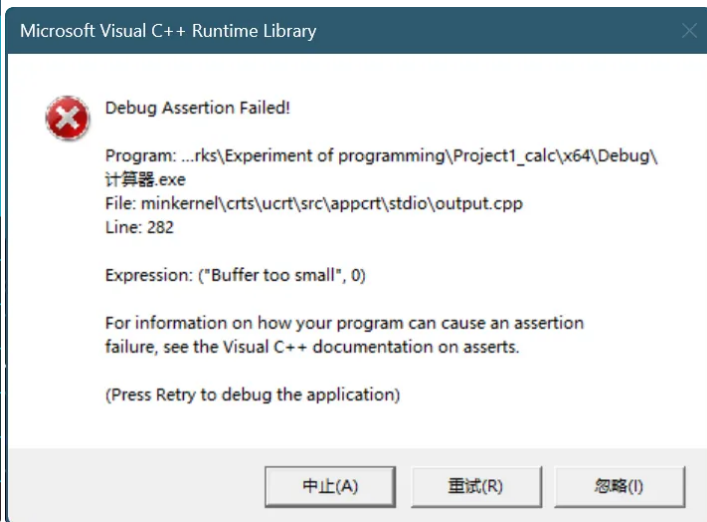 Microsoft Visual C++ Runtime Library
Debug Assertion Failed!
Program: ...rks\Experiment of programming\Project1_calc\x64\Debug\
计算器.exe
File: minkernel\crts\ucrt\src\appcrt\stdio\output.cpp
Line: 282
Expression: ("Buffer too small", 0)
For information on how your program can cause an assertion
failure, see the Visual C++ documentation on asserts.
(Press Retry to debug the application)
中止(A) 重试(R) 忽略(I)